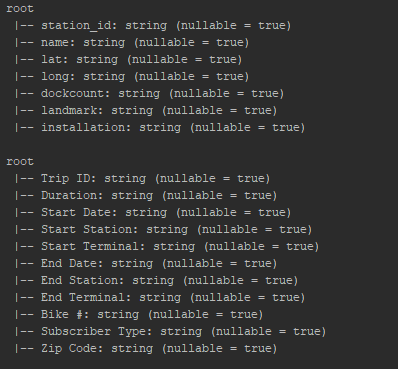 root
 |-- station_id: string (nullable = true)
 |-- name: string (nullable = true)
 |-- lat: string (nullable = true)
 |-- long: string (nullable = true)
 |-- dockcount: string (nullable = true)
 |-- landmark: string (nullable = true)
 |-- installation: string (nullable = true)

root
 |-- Trip ID: string (nullable = true)
 |-- Duration: string (nullable = true)
 |-- Start Date: string (nullable = true)
 |-- Start Station: string (nullable = true)
 |-- Start Terminal: string (nullable = true)
 |-- End Date: string (nullable = true)
 |-- End Station: string (nullable = true)
 |-- End Terminal: string (nullable = true)
 |-- Bike #: string (nullable = true)
 |-- Subscriber Type: string (nullable = true)
 |-- Zip Code: string (nullable = true)